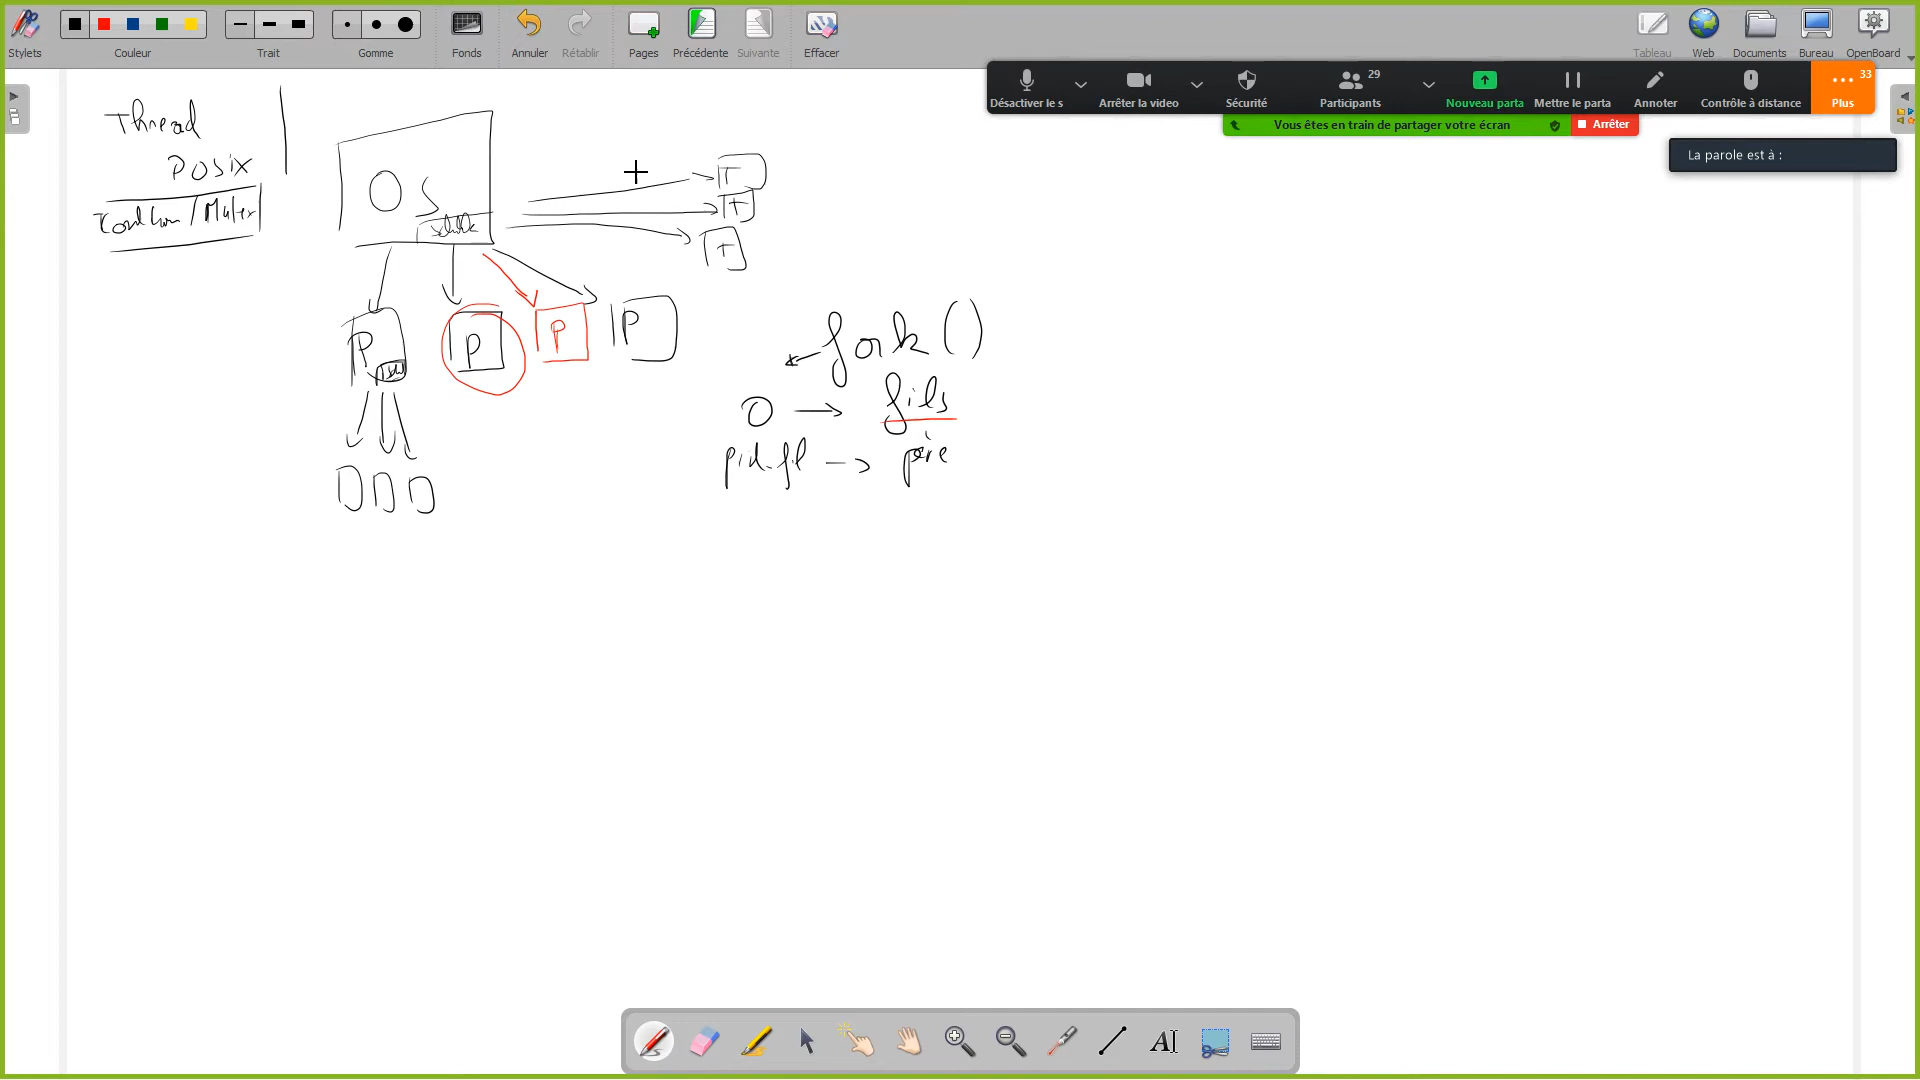 Stylets
Couleur
Trait
Gomme
Fonds
Annuler
Rétablir
Pages
Précédente
Suivante
Effacer
Tableau
Web
Documents
Bureau
OpenBoard
Désactiver le s
Arrêter la video
Sécurité
29
Participants
Nouveau parta
Mettre le parta
Annoter
Contrôle à distance
33
Plus
Vous êtes en train de partager votre écran
Arrêter
La parole est à :
Thread
POSIX
/ Mutex
OS
T
T
T
P
P
P
P
fork ()
0 → fils
pid-fil → père
AI